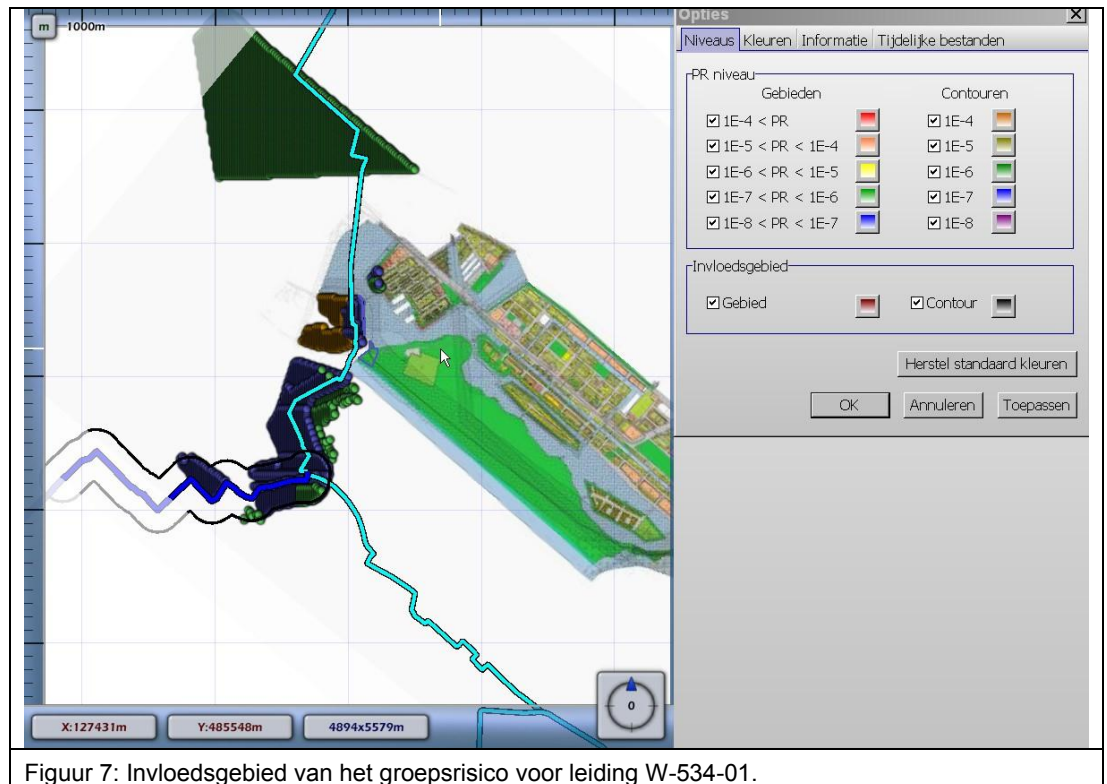 m
1000m
Opties
Niveaus Kleuren Informatie Tijdelijke bestanden
PR niveau
Gebieden Contouren
1E-4 < PR 1E-4
1E-5 < PR < 1E-4 1E-5
1E-6 < PR < 1E-5 1E-6
1E-7 < PR < 1E-6 1E-7
1E-8 < PR < 1E-7 1E-8
Invloedsgebied
Gebied Contour
Herstel standaard kleuren
OK Annuleren Toepassen
0
X:127431m Y:485548m 4894x5579m
Figuur 7: Invloedsgebied van het groepsrisico voor leiding W-534-01.